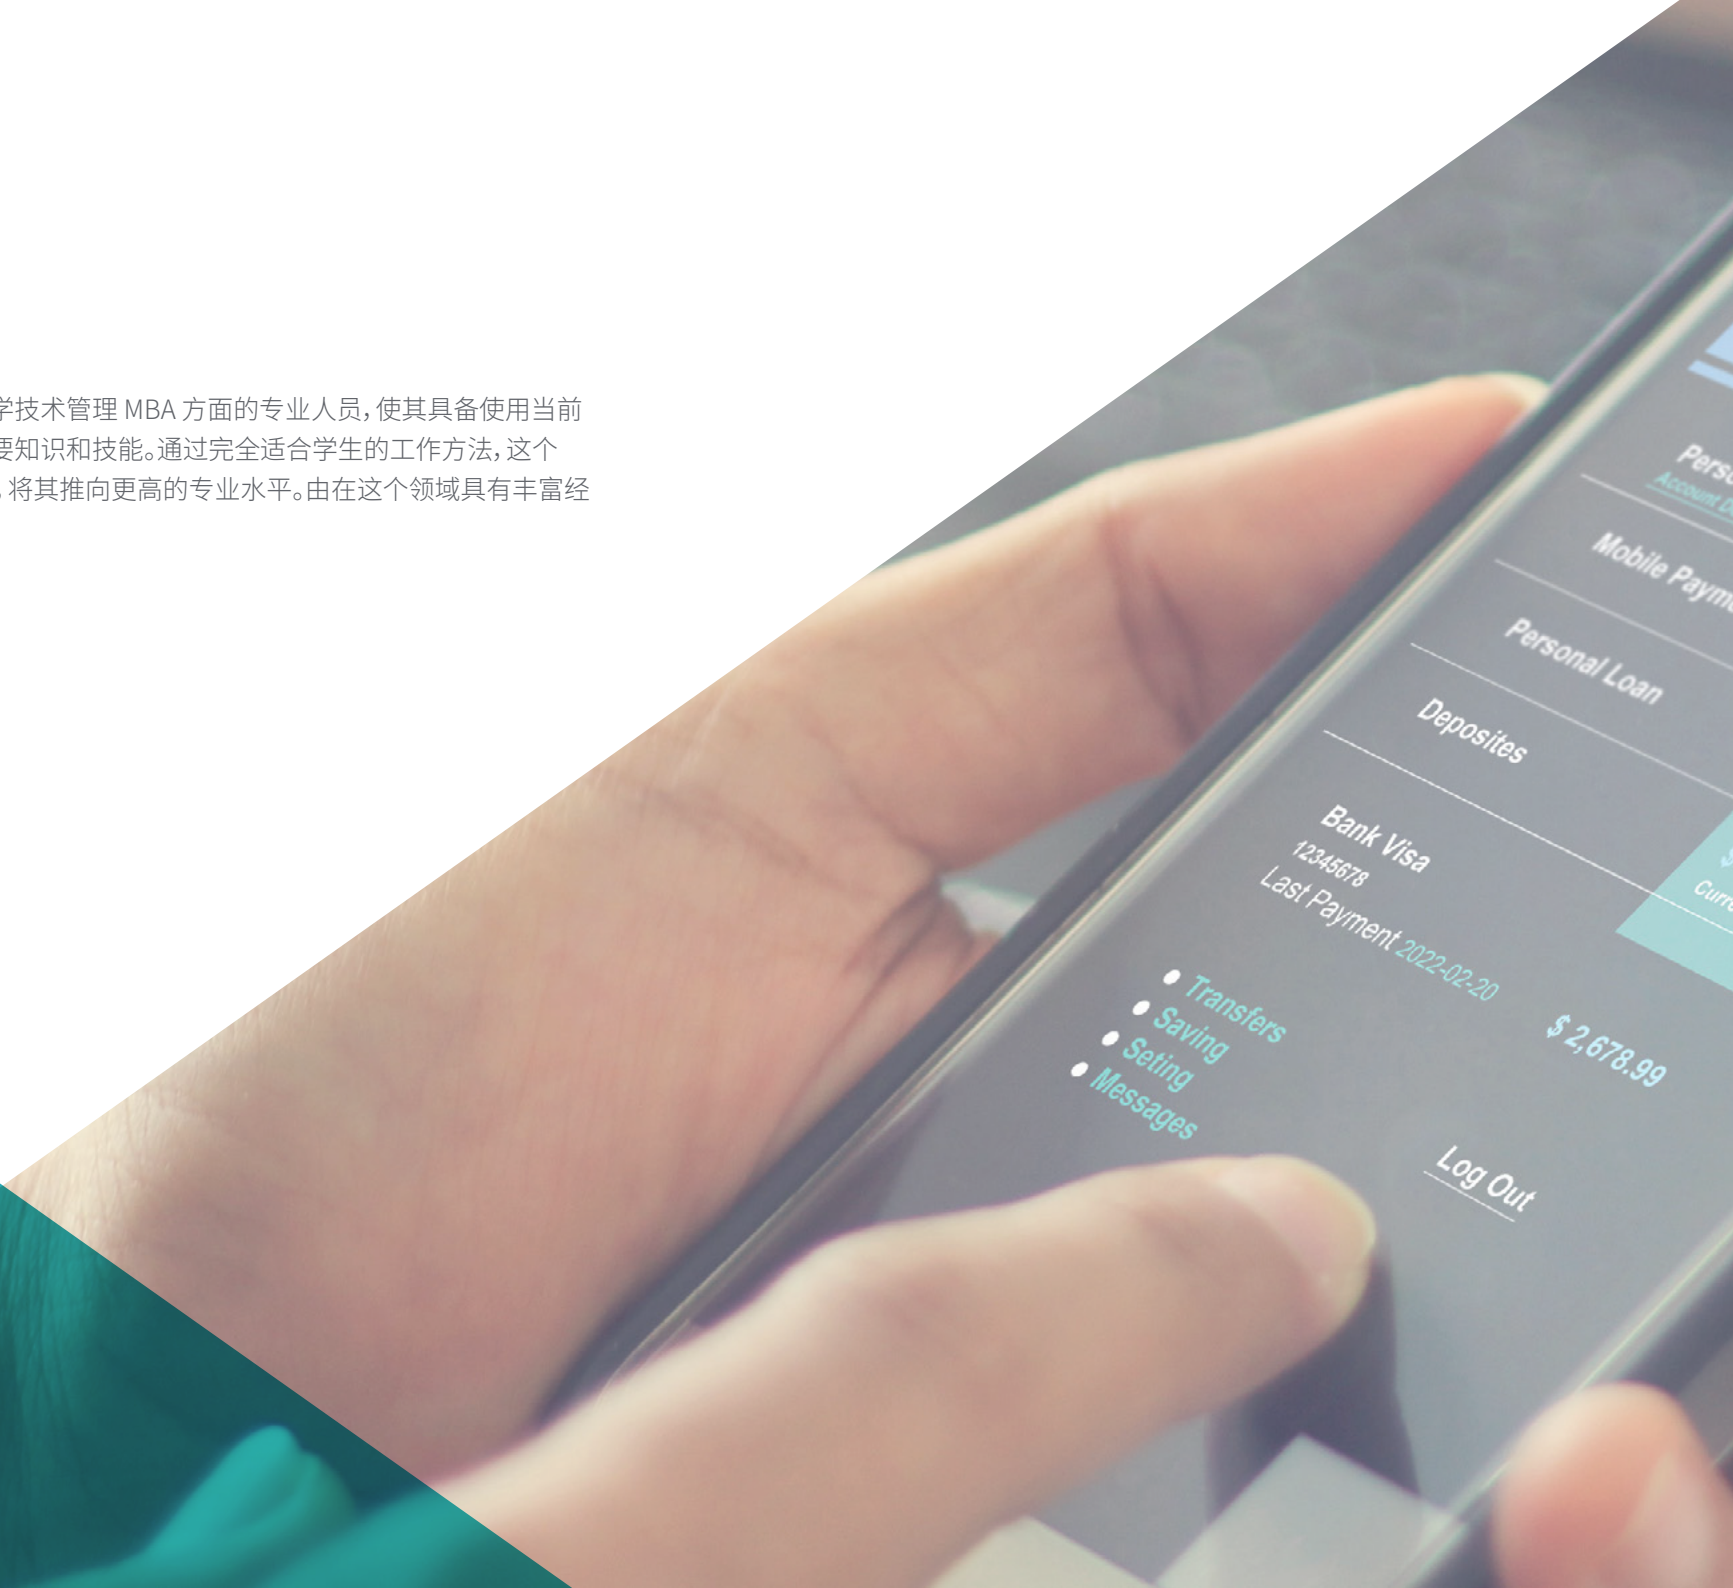 学技术管理 MBA 方面的专业人员，使其具备使用当前
要知识和技能。通过完全适合学生的工作方法，这个
，将其推向更高的专业水平。由在这个领域具有丰富经
Account
Mobile
Personal Loan
Deposites
Bank Visa
12345678
Last Payment 2022-02-20
$ 2,678.99
Transfers
Saving
Seting
Messages
Log Out